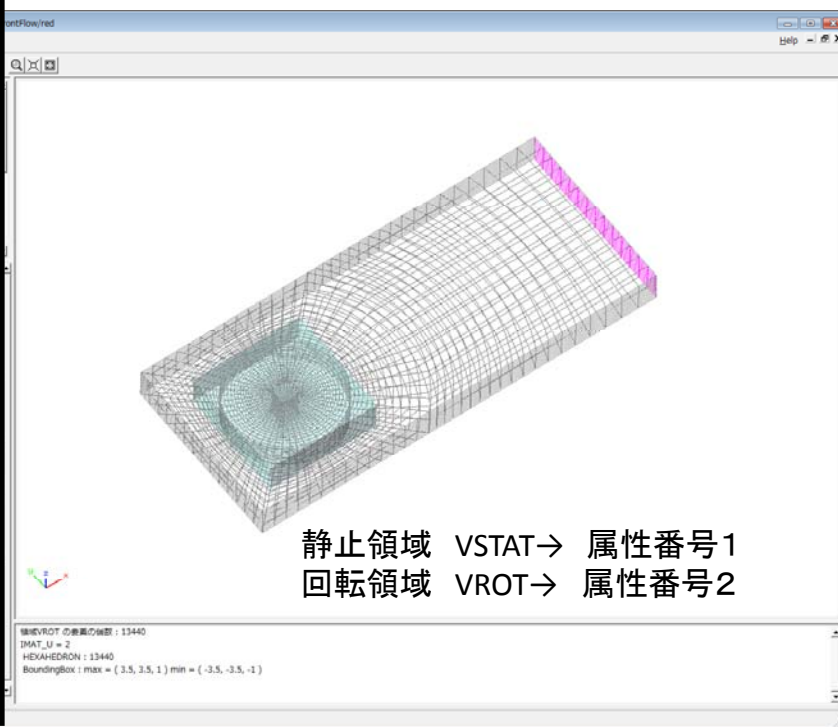 ontFlow/red
Help
静止領域 VSTAT→ 属性番号1
回転領域 VROT→ 属性番号2
y z x
領域VROT の要素の個数 : 13440
IMAT_U = 2
HEXAHEDRON : 13440
BoundingBox : max = ( 3.5, 3.5, 1 ) min = ( -3.5, -3.5, -1 )